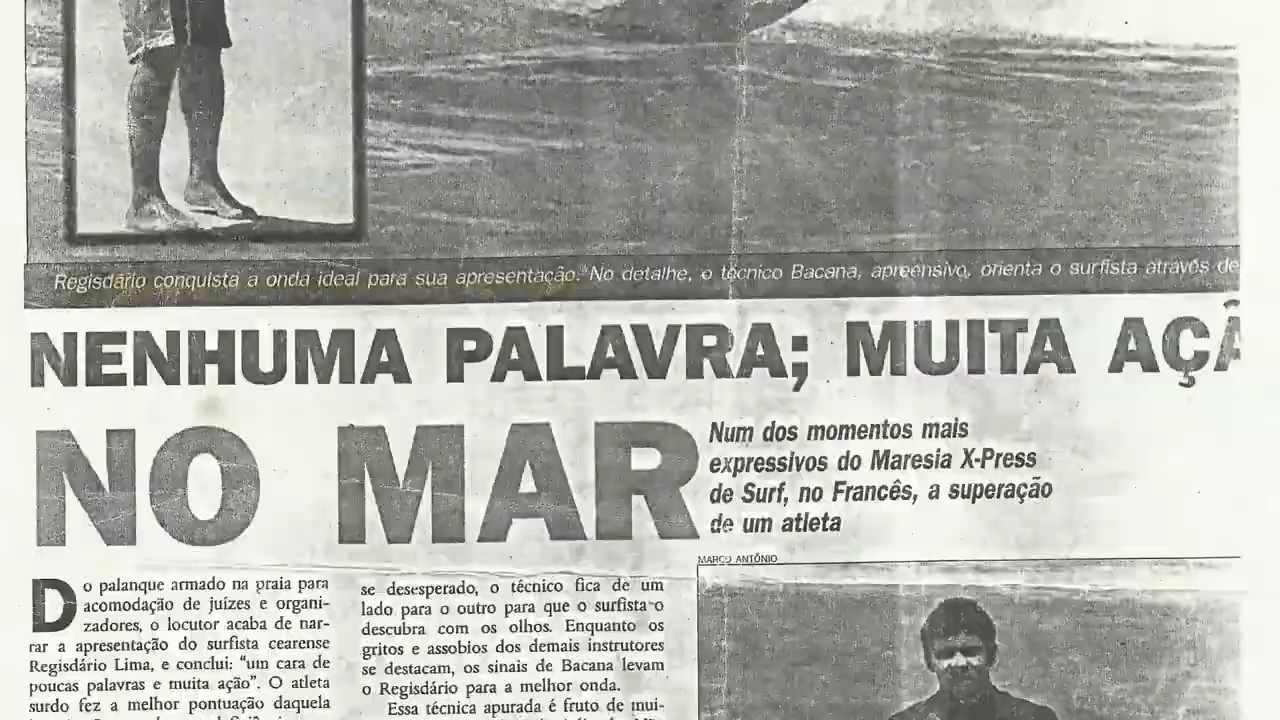 Regisdário conquista a onda ideal para sua apresentação. No detalhe, o técnico Bacana, apreensivo, orienta o surfista através de
NENHUMA PALAVRA; MUITA AÇÃ
NO MAR
Num dos momentos mais
expressivos do Maresia X-Press
de Surf, no Francês, a superação
de um atleta
MARCO ANTÔNIO
Do palanque armado na praia para
acomodação de juízes e organi-
zadores, o locutor acaba de nar-
rar a apresentação do surfista cearense
Regisdário Lima, e conclui: "um cara de
poucas palavras e muita ação". O atleta
surdo fez a melhor pontuação daquela
se desesperado, o técnico fica de um
lado para o outro para que o surfista o
descubra com os olhos. Enquanto os
gritos e assobios dos demais instrutores
se destacam, os sinais de Bacana levam
o Regisdário para a melhor onda.
Essa técnica apurada é fruto de mui-